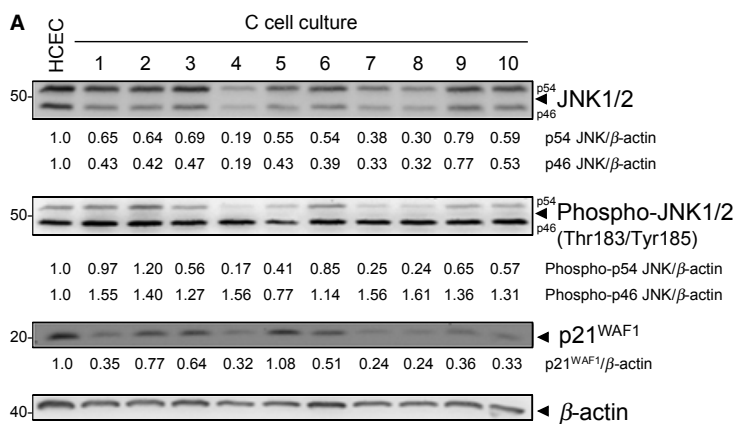 A
C cell culture
HCEC 1 2 3 4 5 6 7 8 9 10
50- p54 ◄ JNK1/2 p46
1.0 0.65 0.64 0.69 0.19 0.55 0.54 0.38 0.30 0.79 0.59 p54 JNK/β-actin
1.0 0.43 0.42 0.47 0.19 0.43 0.39 0.33 0.32 0.77 0.53 p46 JNK/β-actin
50- p54 ◄ Phospho-JNK1/2 p46
(Thr183/Tyr185)
1.0 0.97 1.20 0.56 0.17 0.41 0.85 0.25 0.24 0.65 0.57 Phospho-p54 JNK/β-actin
1.0 1.55 1.40 1.27 1.56 0.77 1.14 1.56 1.61 1.36 1.31 Phospho-p46 JNK/β-actin
20- ◄ p21WAF1
1.0 0.35 0.77 0.64 0.32 1.08 0.51 0.24 0.24 0.36 0.33 p21WAF1/β-actin
40- ◄ β-actin